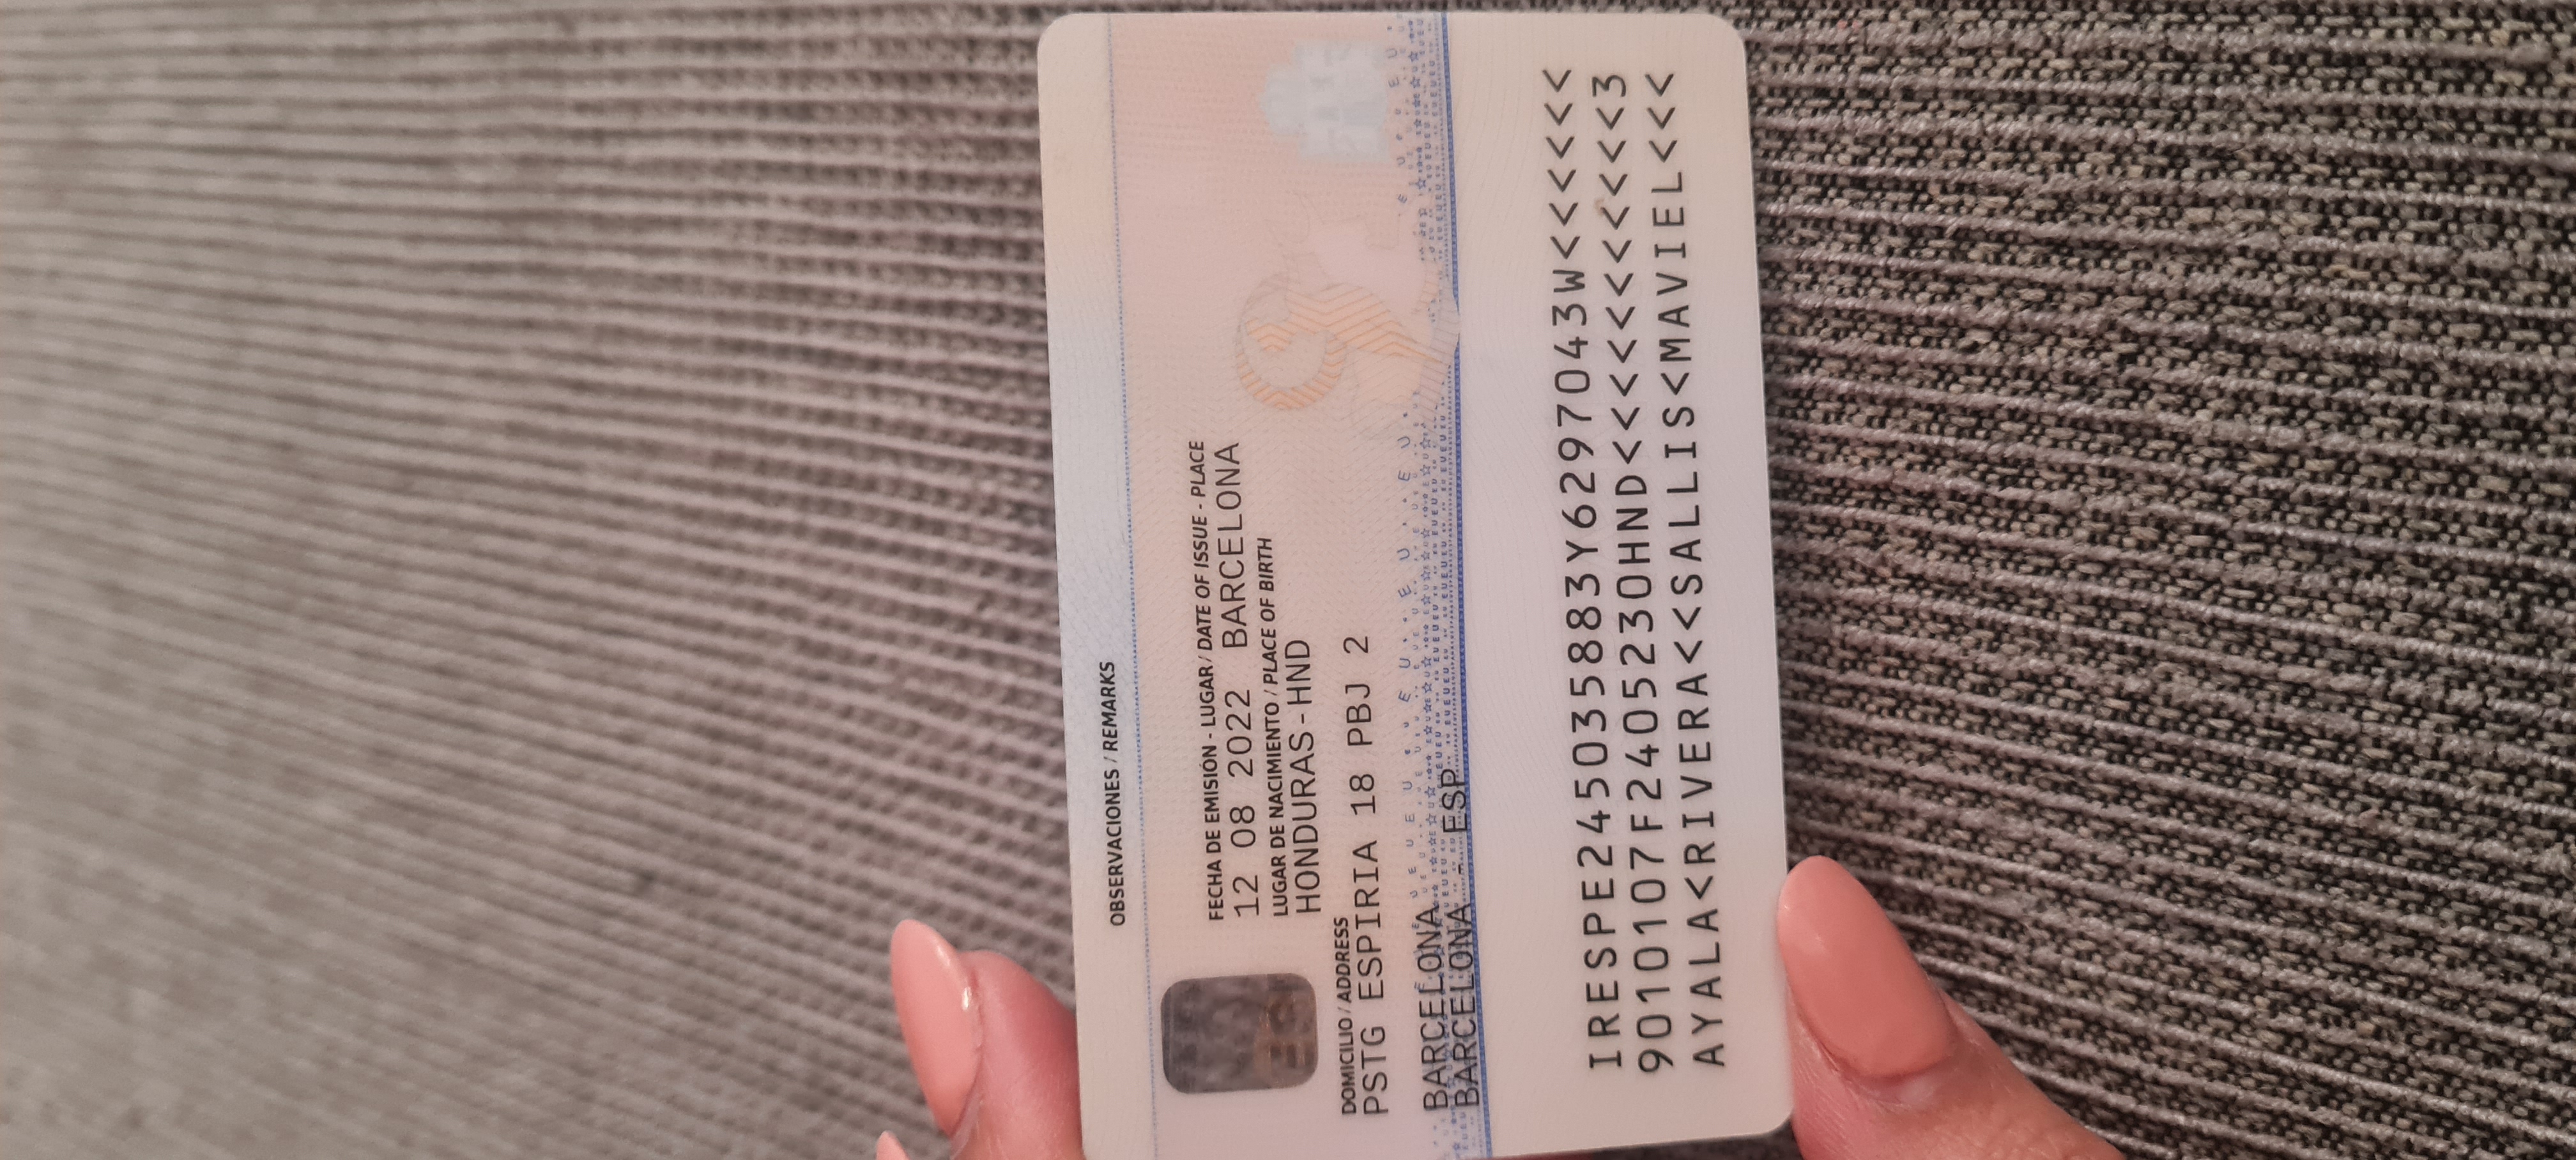 OBSERVACIONES / REMARKS
FECHA DE EMISIÓN - LUGAR / DATE OF ISSUE - PLACE
12 08 2022 BARCELONA
LUGAR DE NACIMIENTO / PLACE OF BIRTH
HONDURAS-HND
DOMICILIO / ADDRESS
PSTG ESPIRIA 18 PBJ 2
BARCELONA
BARCELONA - ESP
IRESPE245035883Y6297043W<<<<<<
9010107F2405230HND<<<<<<<<<<<3
AYALA<RIVERA<<SALLIS<MAVIEL<<<